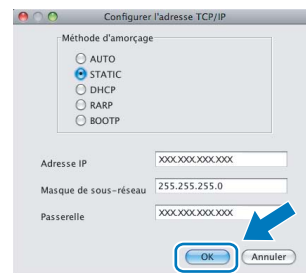 Configurer l'adresse TCP/IP
Méthode d'amorçage
AUTO
STATIC
DHCP
RARP
BOOTP
Adresse IP XXX.XXX.XXX.XXX
Masque de sous-réseau 255.255.255.0
Passerelle XXX.XXX.XXX.XXX
OK Annuler